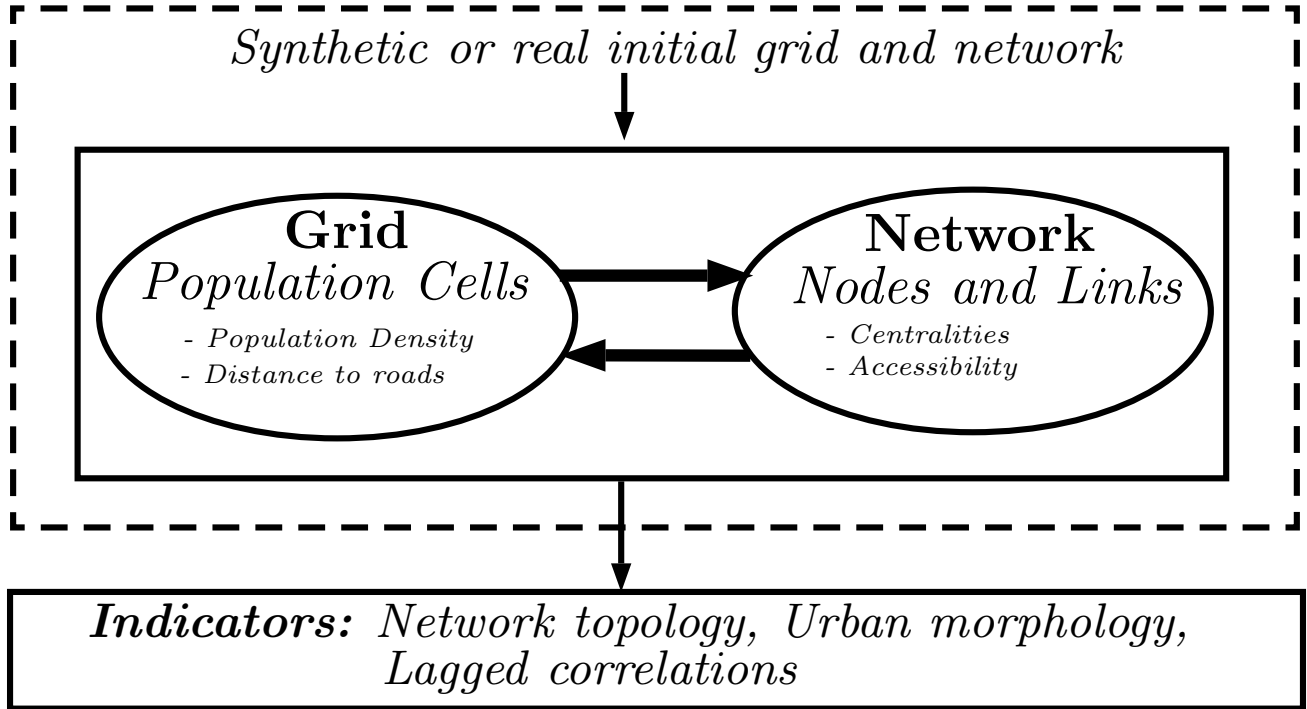 Synthetic or real initial grid and network
Grid
Population Cells
- Population Density
- Distance to roads
Network
Nodes and Links
- Centralities
- Accessibility
Indicators: Network topology, Urban morphology,
Lagged correlations